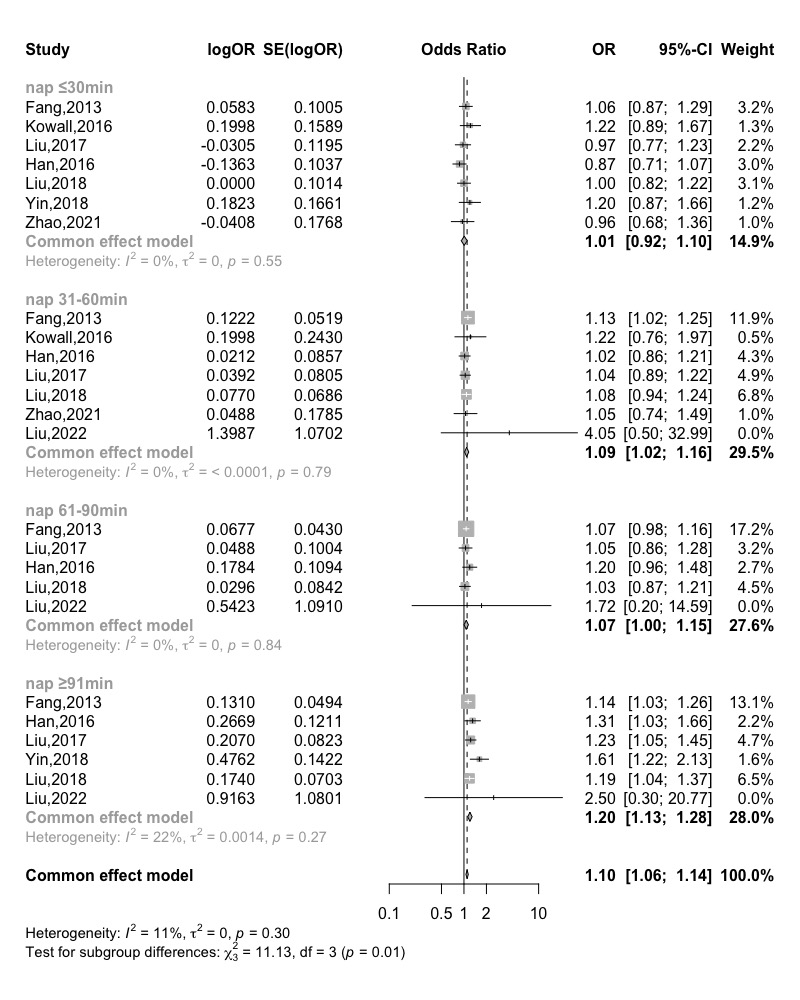 Study logOR SE(logOR) Odds Ratio OR 95%-CI Weight
nap ≤30min
Fang,2013 0.0583 0.1005 1.06 [0.87; 1.29] 3.2%
Kowall,2016 0.1998 0.1589 1.22 [0.89; 1.67] 1.3%
Liu,2017 -0.0305 0.1195 0.97 [0.77; 1.23] 2.2%
Han,2016 -0.1363 0.1037 0.87 [0.71; 1.07] 3.0%
Liu,2018 0.0000 0.1014 1.00 [0.82; 1.22] 3.1%
Yin,2018 0.1823 0.1661 1.20 [0.87; 1.66] 1.2%
Zhao,2021 -0.0408 0.1768 0.96 [0.68; 1.36] 1.0%
Common effect model 1.01 [0.92; 1.10] 14.9%
Heterogeneity: I² = 0%, τ² = 0, p = 0.55
nap 31-60min
Fang,2013 0.1222 0.0519 1.13 [1.02; 1.25] 11.9%
Kowall,2016 0.1998 0.2430 1.22 [0.76; 1.97] 0.5%
Han,2016 0.0212 0.0857 1.02 [0.86; 1.21] 4.3%
Liu,2017 0.0392 0.0805 1.04 [0.89; 1.22] 4.9%
Liu,2018 0.0770 0.0686 1.08 [0.94; 1.24] 6.8%
Zhao,2021 0.0488 0.1785 1.05 [0.74; 1.49] 1.0%
Liu,2022 1.3987 1.0702 4.05 [0.50; 32.99] 0.0%
Common effect model 1.09 [1.02; 1.16] 29.5%
Heterogeneity: I² = 0%, τ² = < 0.0001, p = 0.79
nap 61-90min
Fang,2013 0.0677 0.0430 1.07 [0.98; 1.16] 17.2%
Liu,2017 0.0488 0.1004 1.05 [0.86; 1.28] 3.2%
Han,2016 0.1784 0.1094 1.20 [0.96; 1.48] 2.7%
Liu,2018 0.0296 0.0842 1.03 [0.87; 1.21] 4.5%
Liu,2022 0.5423 1.0910 1.72 [0.20; 14.59] 0.0%
Common effect model 1.07 [1.00; 1.15] 27.6%
Heterogeneity: I² = 0%, τ² = 0, p = 0.84
nap ≥91min
Fang,2013 0.1310 0.0494 1.14 [1.03; 1.26] 13.1%
Han,2016 0.2669 0.1211 1.31 [1.03; 1.66] 2.2%
Liu,2017 0.2070 0.0823 1.23 [1.05; 1.45] 4.7%
Yin,2018 0.4762 0.1422 1.61 [1.22; 2.13] 1.6%
Liu,2018 0.1740 0.0703 1.19 [1.04; 1.37] 6.5%
Liu,2022 0.9163 1.0801 2.50 [0.30; 20.77] 0.0%
Common effect model 1.20 [1.13; 1.28] 28.0%
Heterogeneity: I² = 22%, τ² = 0.0014, p = 0.27
Common effect model 1.10 [1.06; 1.14] 100.0%
0.1 0.5 1 2 10
Heterogeneity: I² = 11%, τ² = 0, p = 0.30
Test for subgroup differences: χ²₃ = 11.13, df = 3 (p = 0.01)